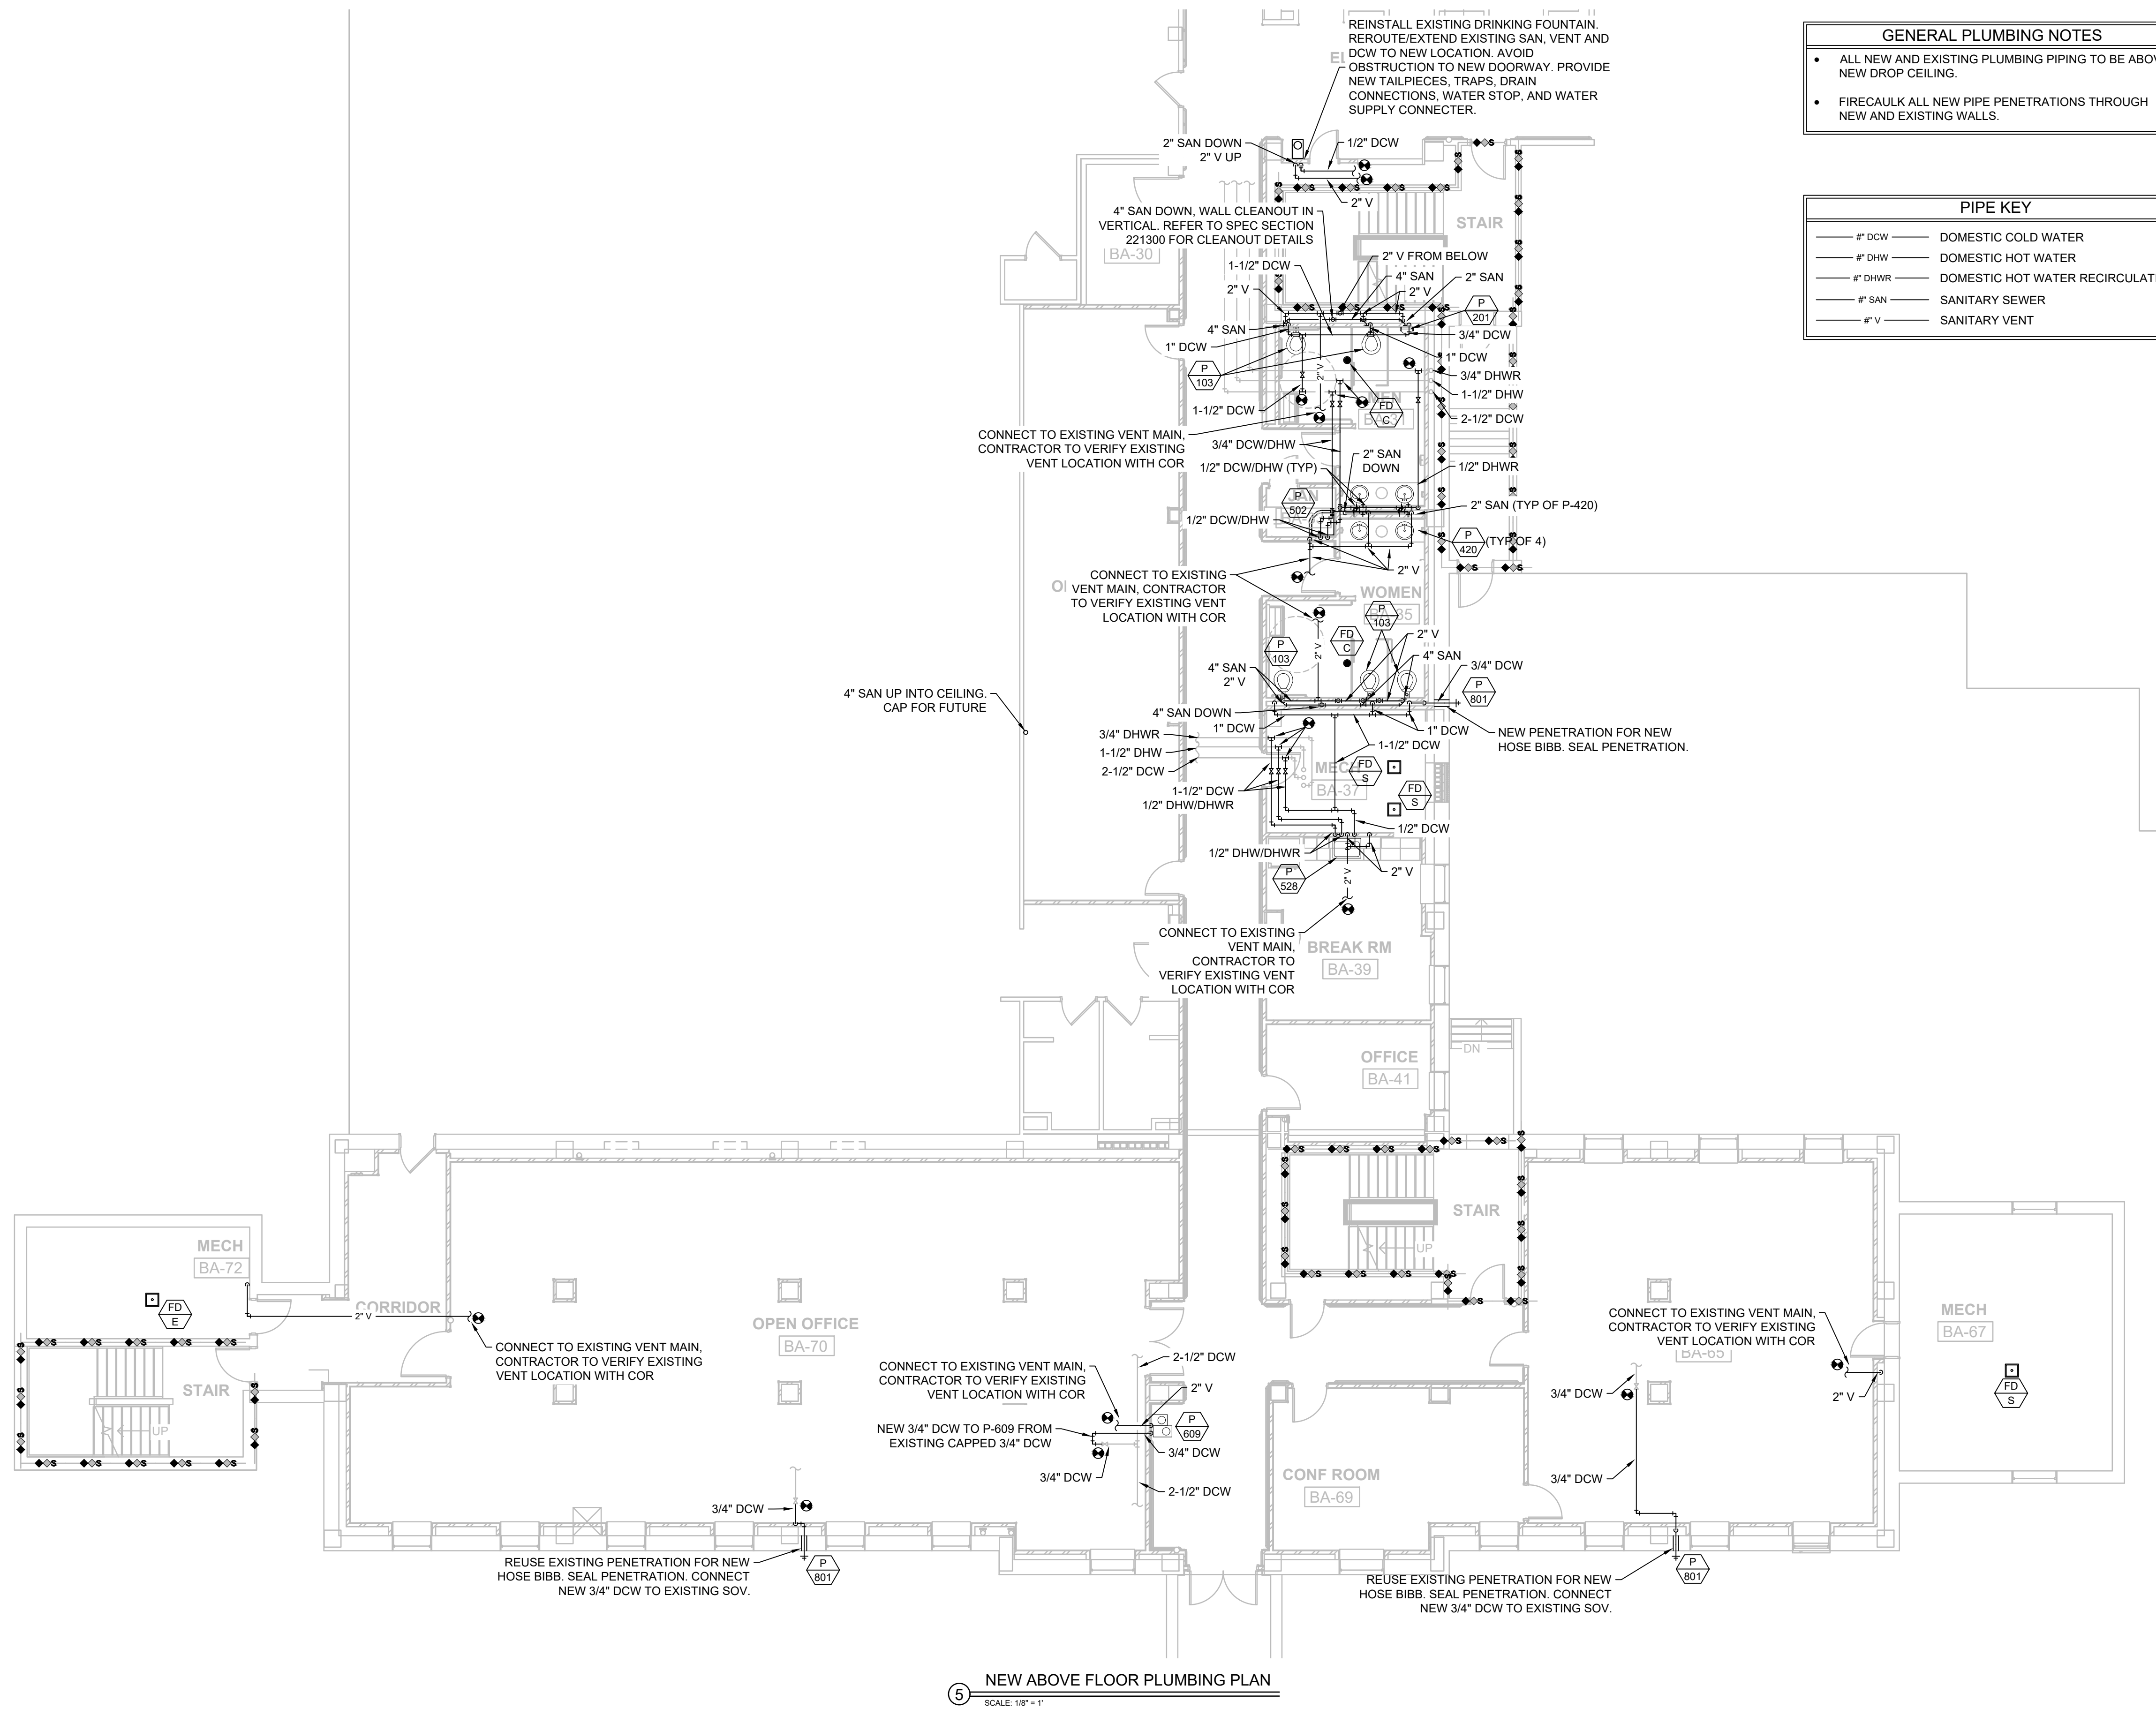 REINSTALL EXISTING DRINKING FOUNTAIN.
REROUTE/EXTEND EXISTING SAN, VENT AND
DCW TO NEW LOCATION. AVOID
OBSTRUCTION TO NEW DOORWAY. PROVIDE
NEW TAILPIECES, TRAPS, DRAIN
CONNECTIONS, WATER STOP, AND WATER
SUPPLY CONNECTER.
GENERAL PLUMBING NOTES
• ALL NEW AND EXISTING PLUMBING PIPING TO BE
NEW DROP CEILING.
• FIRECAULK ALL NEW PIPE PENETRATIONS THROUGH
NEW AND EXISTING WALLS.
PIPE KEY
#" DCW DOMESTIC COLD WATER
#" DHW DOMESTIC HOT WATER
#" DHWR DOMESTIC HOT WATER
#" SAN SANITARY SEWER
#" V SANITARY VENT
2" SAN DOWN
2" V UP
1/2" DCW
2" V
STAIR
4" SAN DOWN, WALL CLEANOUT IN
VERTICAL. REFER TO SPEC SECTION
221300 FOR CLEANOUT DETAILS
BA-30
1-1/2" DCW
2" V
2" V FROM BELOW
4" SAN
2" SAN
2" V
P
201
4" SAN
1" DCW
3/4" DCW
1" DCW
P
103
2" V
3/4" DHWR
1-1/2" DHW
2-1/2" DCW
1-1/2" DCW
FD
C
CONNECT TO EXISTING VENT MAIN,
CONTRACTOR TO VERIFY EXISTING
VENT LOCATION WITH COR
3/4" DCW/DHW
2" SAN
DOWN
1/2" DCW/DHW (TYP)
1/2" DHWR
P
502
2" SAN (TYP OF P-420)
1/2" DCW/DHW
P
420
(TYP OF 4)
2" V
CONNECT TO EXISTING
VENT MAIN, CONTRACTOR
TO VERIFY EXISTING VENT
LOCATION WITH COR
WOMEN
P
103
FD
C
P
103
2" V
2" V
4" SAN
4" SAN
2" V
3/4" DCW
P
801
4" SAN UP INTO CEILING.
CAP FOR FUTURE
4" SAN DOWN
1" DCW
1" DCW
NEW PENETRATION FOR NEW
HOSE BIBB. SEAL PENETRATION.
3/4" DHWR
1-1/2" DHW
2-1/2" DCW
1-1/2" DCW
MECH
BA-37
FD
S
FD
S
1-1/2" DCW
1/2" DHW/DHWR
1/2" DCW
1/2" DHW/DHWR
P
528
2" V
2" V
CONNECT TO EXISTING
VENT MAIN,
CONTRACTOR TO
VERIFY EXISTING VENT
LOCATION WITH COR
BREAK RM
BA-39
OFFICE
BA-41
DN
STAIR
UP
MECH
BA-72
FD
E
2" V
CORRIDOR
CONNECT TO EXISTING VENT MAIN,
CONTRACTOR TO VERIFY EXISTING
VENT LOCATION WITH COR
STAIR
UP
OPEN OFFICE
BA-70
2-1/2" DCW
CONNECT TO EXISTING VENT MAIN,
CONTRACTOR TO VERIFY EXISTING
VENT LOCATION WITH COR
2" V
P
609
NEW 3/4" DCW TO P-609 FROM
EXISTING CAPPED 3/4" DCW
3/4" DCW
3/4" DCW
2-1/2" DCW
3/4" DCW
CONF ROOM
BA-69
CONNECT TO EXISTING VENT MAIN,
CONTRACTOR TO VERIFY EXISTING
VENT LOCATION WITH COR
BA-65
2" V
3/4" DCW
3/4" DCW
MECH
BA-67
FD
S
REUSE EXISTING PENETRATION FOR NEW
HOSE BIBB. SEAL PENETRATION. CONNECT
NEW 3/4" DCW TO EXISTING SOV.
P
801
REUSE EXISTING PENETRATION FOR NEW
HOSE BIBB. SEAL PENETRATION. CONNECT
NEW 3/4" DCW TO EXISTING SOV.
P
801
5
NEW ABOVE FLOOR PLUMBING PLAN
SCALE: 1/8" = 1'